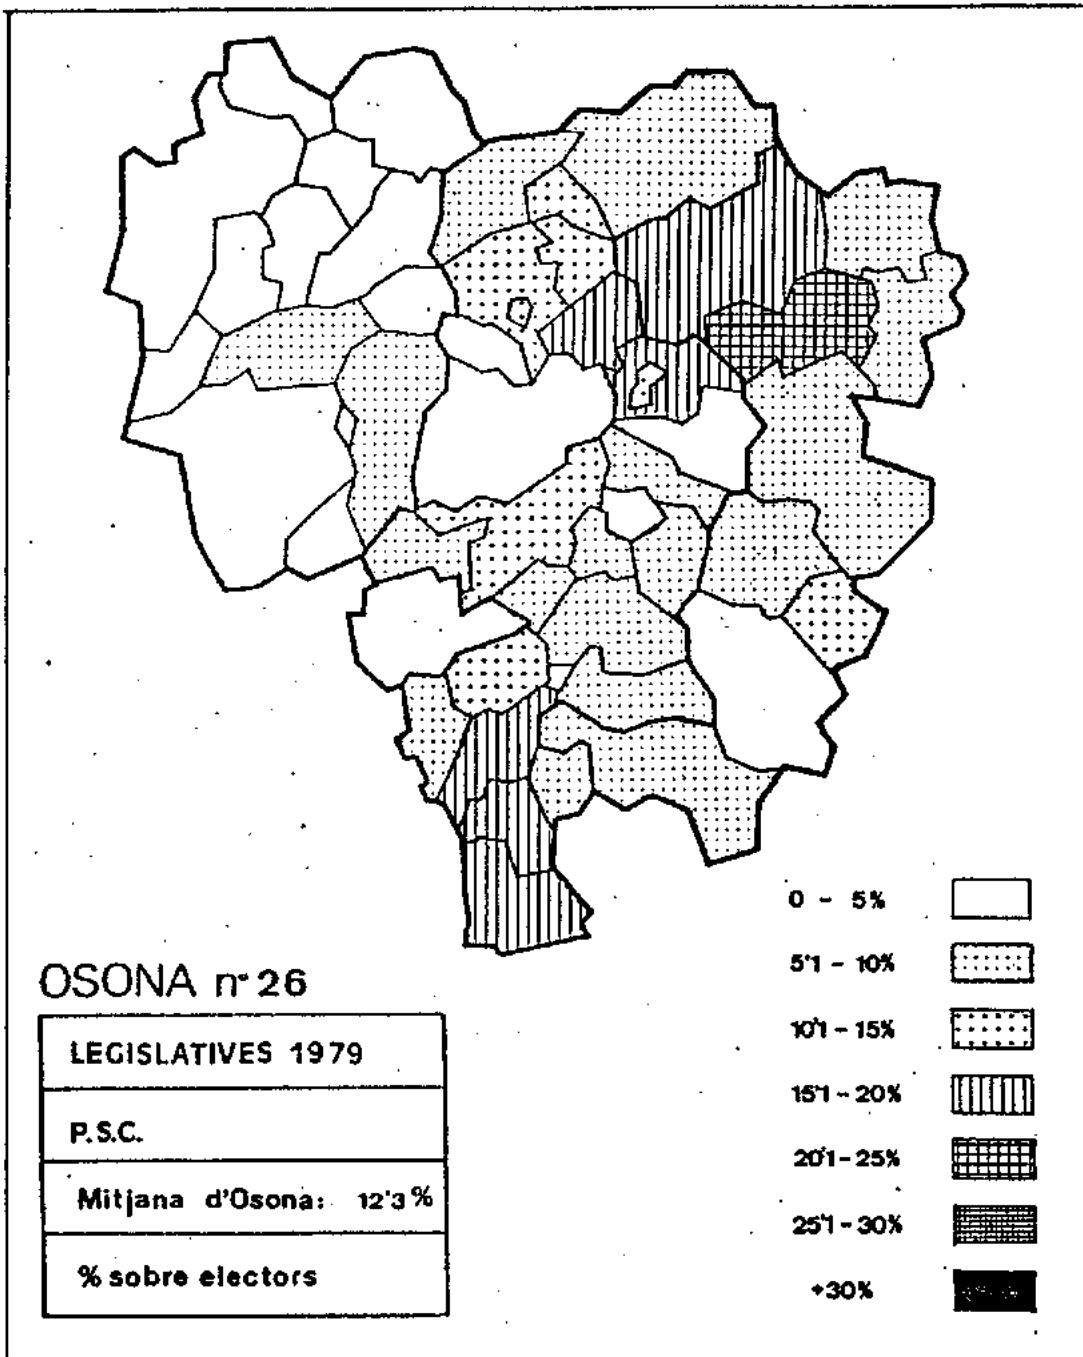 0 - 5%
5'1 - 10%
10'1 - 15%
15'1 - 20%
20'1 - 25%
25'1 - 30%
+30%
OSONA nº 26
LEGISLATIVES 1979
P.S.C.
Mitjana d'Osona: 12'3%
% sobre electors